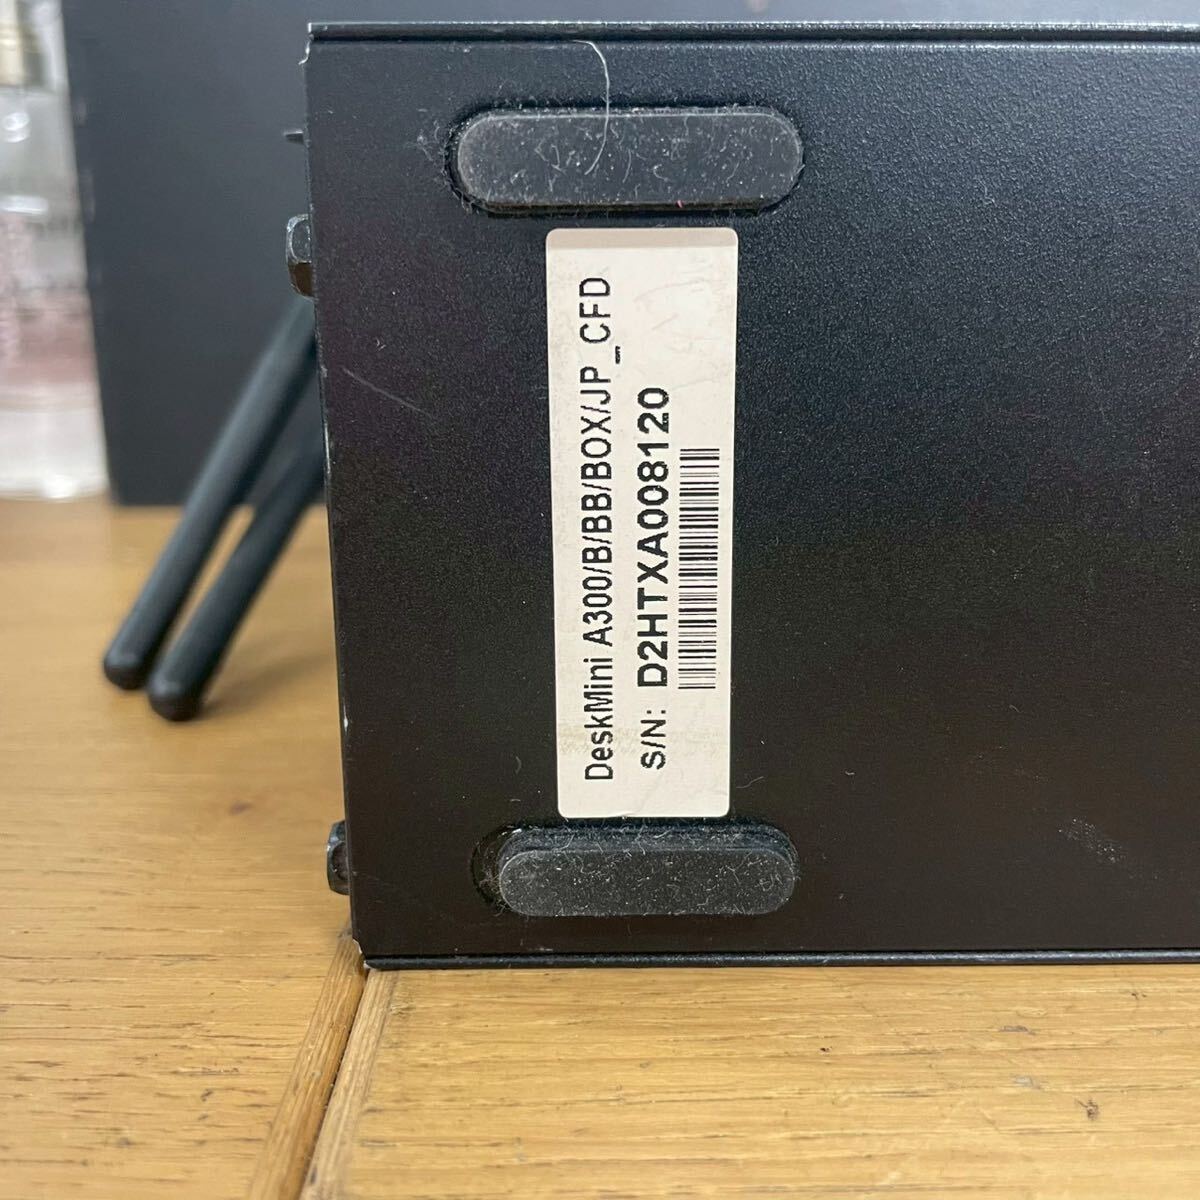 DeskMini A300/B/BB/BOX/JP_CFD
S/N: D2HTXA008120